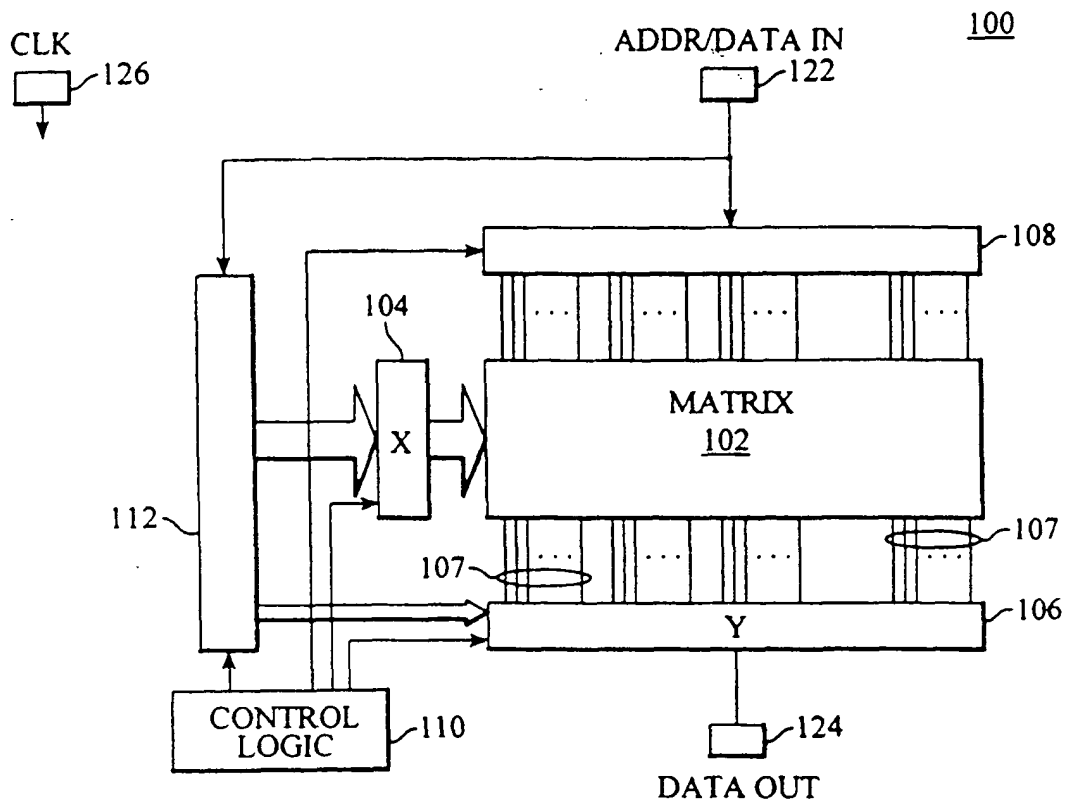 100
CLK
126
ADDR/DATA IN
122
108
104
X
MATRIX
102
112
107
107
Y
106
CONTROL
LOGIC
110
124
DATA OUT